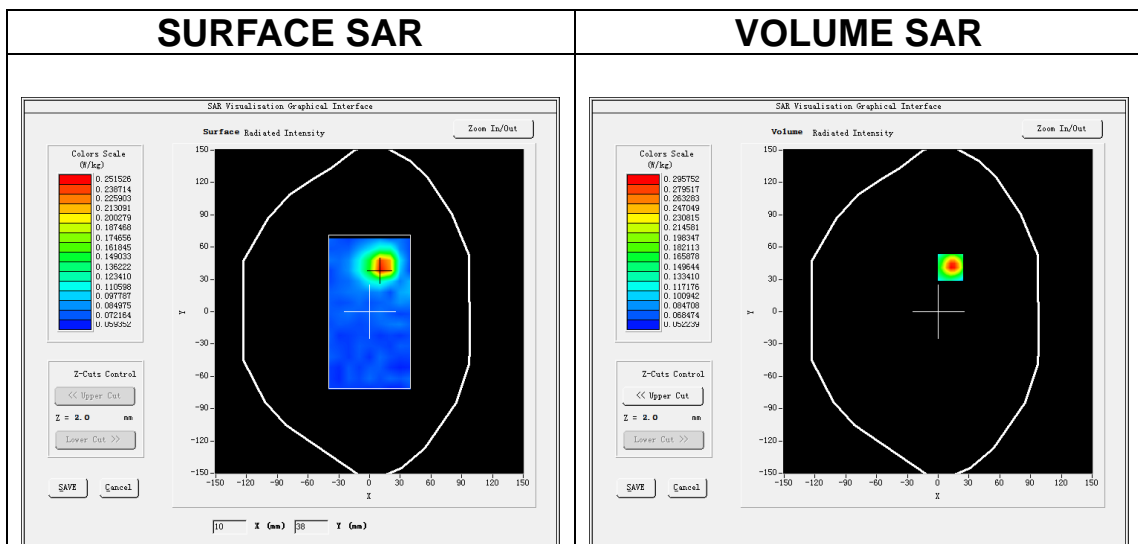 SURFACE SAR
SAR Visualisation Graphical Interface
Surface Radiated Intensity
Zoom In/Out
Colors Scale
(W/kg)
0.251526
0.238714
0.225903
0.213091
0.200279
0.187468
0.174656
0.161845
0.149033
0.136222
0.123410
0.110598
0.097787
0.084975
0.072164
0.059352
Z-Cuts Control
<< Upper Cut
Z = 2.0 mm
Lower Cut >>
SAVE Cancel
150
120
90
60
30
0
-30
-60
-90
-120
-150
Y
-150 -120 -90 -60 -30 0 30 60 90 120 150
X
10 X (mm) 38 Y (mm)
VOLUME SAR
SAR Visualisation Graphical Interface
Volume Radiated Intensity
Zoom In/Out
Colors Scale
(W/kg)
0.295752
0.279517
0.263283
0.247049
0.230815
0.214581
0.198347
0.182113
0.165878
0.149644
0.133410
0.117176
0.100942
0.084708
0.068474
0.052239
Z-Cuts Control
<< Upper Cut
Z = 2.0 mm
Lower Cut >>
SAVE Cancel
150
120
90
60
30
0
-30
-60
-90
-120
-150
Y
-150 -120 -90 -60 -30 0 30 60 90 120 150
X